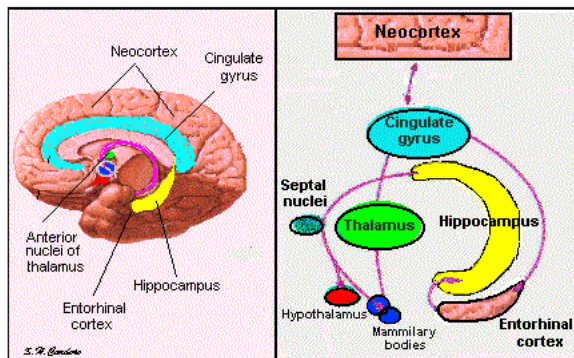 Neocortex
Cingulate
gyrus
Anterior
nuclei of
thalamus
Hippocampus
Entorhinal
cortex
Neocortex
Cingulate
gyrus
Septal
nuclei
Thalamus
Hippocampus
Hypothalamus
Mammilary
bodies
Entorhinal
cortex